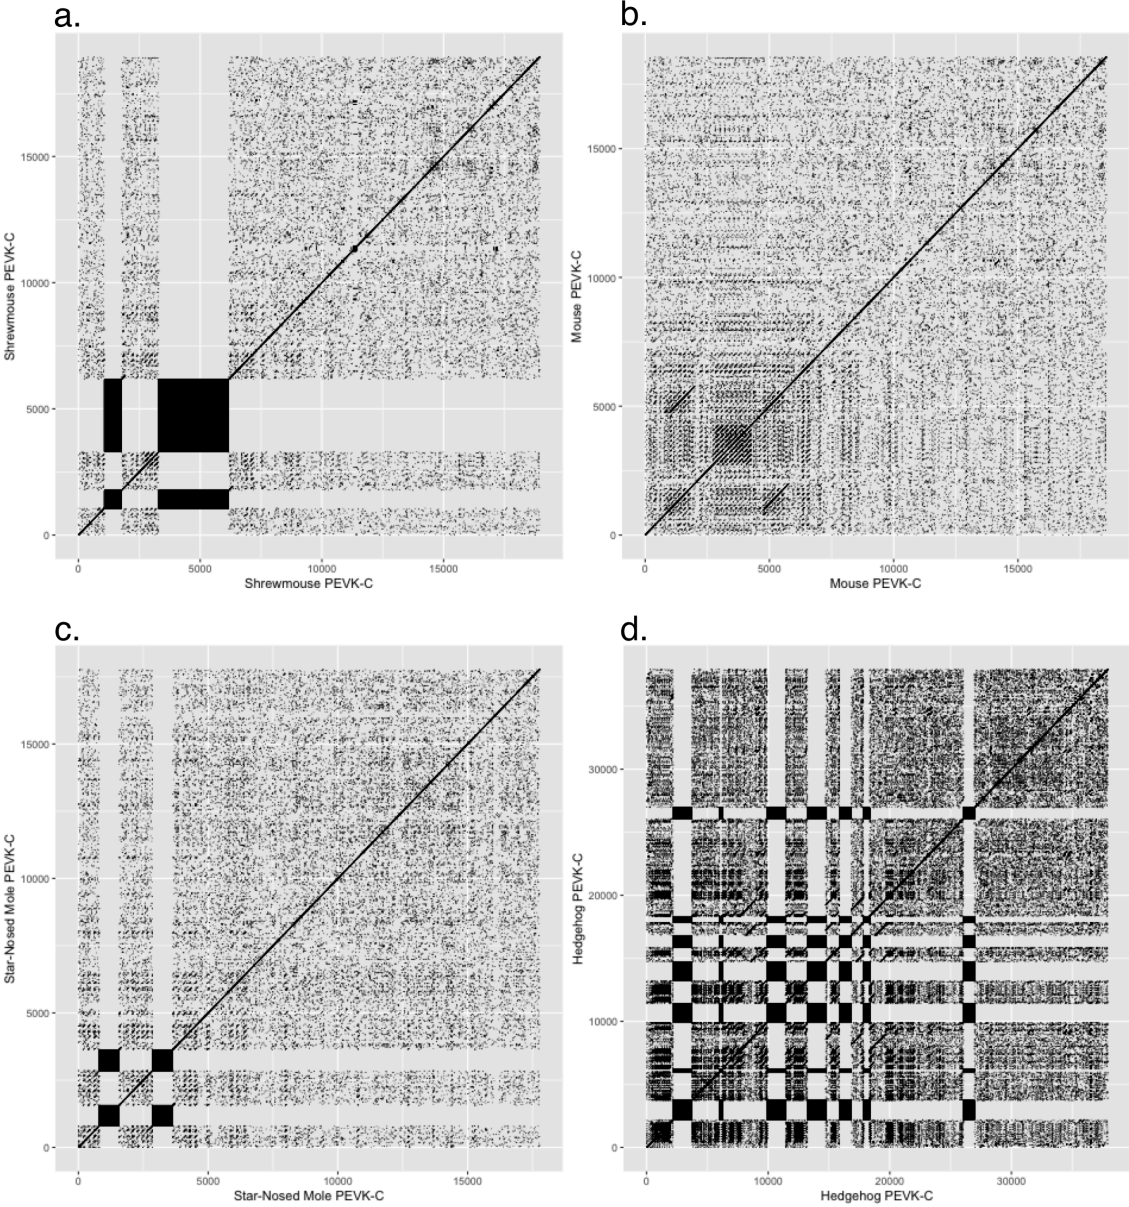 a.
Shrewmouse PEVK-C
15000
10000
5000
0
0 5000 10000 15000
Shrewmouse PEVK-C
b.
Mouse PEVK-C
15000
10000
5000
0
0 5000 10000 15000
Mouse PEVK-C
c.
Star-Nosed Mole PEVK-C
15000
10000
5000
0
0 5000 10000 15000
Star-Nosed Mole PEVK-C
d.
Hedgehog PEVK-C
30000
20000
10000
0
0 10000 20000 30000
Hedgehog PEVK-C